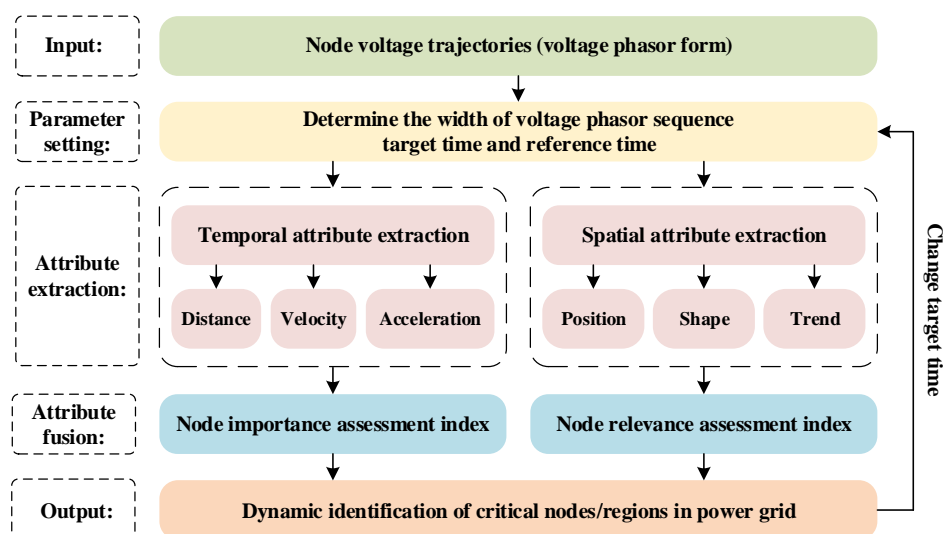 Input:
Node voltage trajectories (voltage phasor form)
Parameter
setting:
Determine the width of voltage phasor sequence
target time and reference time
Attribute
extraction:
Temporal attribute extraction
Distance
Velocity
Acceleration
Spatial attribute extraction
Position
Shape
Trend
Change target time
Attribute
fusion:
Node importance assessment index
Node relevance assessment index
Output:
Dynamic identification of critical nodes/regions in power grid